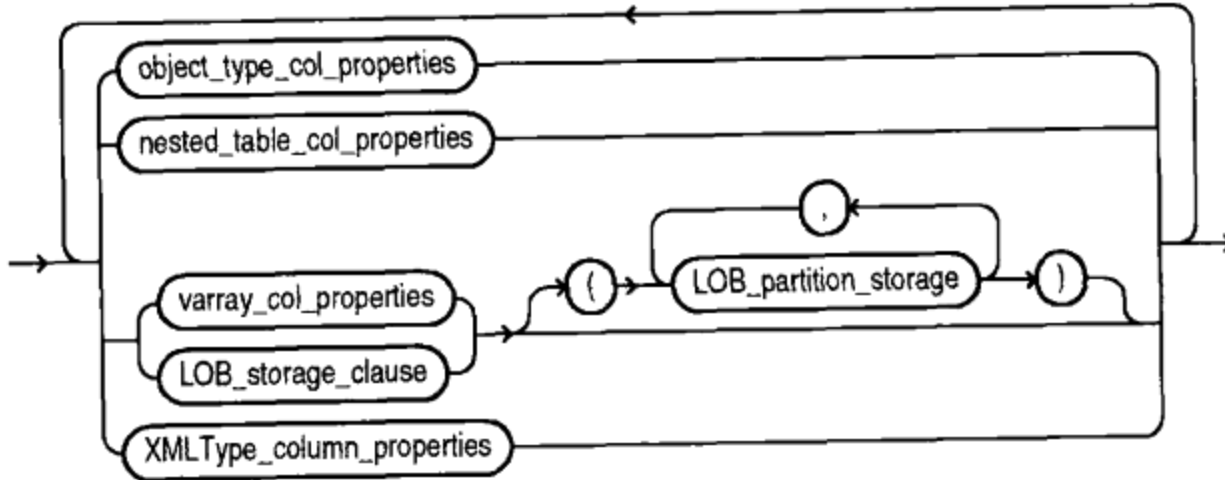 object_type_col_properties
nested_table_col_properties
,
( LOB_partition_storage )
varray_col_properties
LOB_storage_clause
XMLType_column_properties